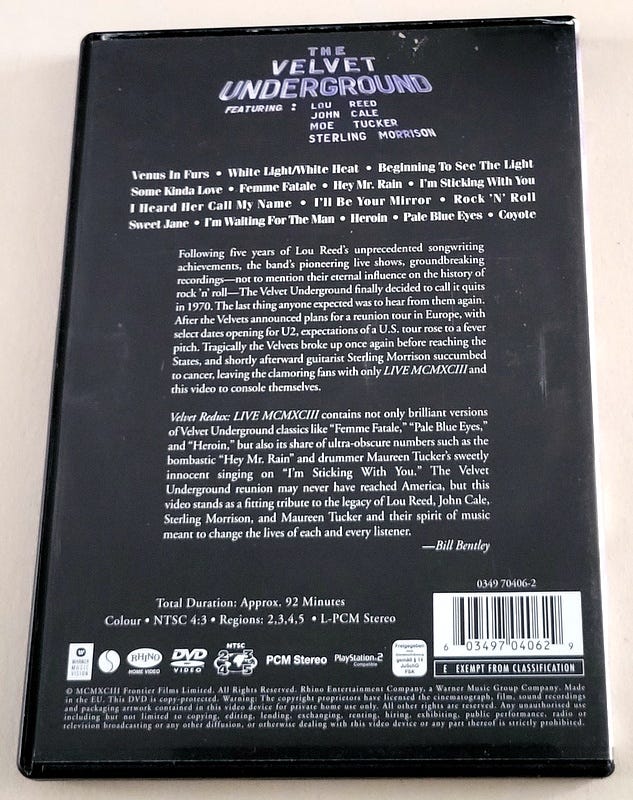 THE
VELVET
UNDERGROUND
FEATURING : LOU REED
JOHN CALE
MOE TUCKER
STERLING MORRISON
Venus In Furs • White Light/White Heat • Beginning To See The Light
Some Kinda Love • Femme Fatale • Hey Mr. Rain • I'm Sticking With You
I Heard Her Call My Name • I'll Be Your Mirror • Rock 'N' Roll
Sweet Jane • I'm Waiting For The Man • Heroin • Pale Blue Eyes • Coyote
Following five years of Lou Reed's unprecedented songwriting
achievements, the band's pioneering live shows, groundbreaking
recordings—not to mention their eternal influence on the history of
rock 'n' roll—The Velvet Underground finally decided to call it quits
in 1970. The last thing anyone expected was to hear from them again.
After the Velvets announced plans for a reunion tour in Europe, with
select dates opening for U2, expectations of a U.S. tour rose to a fever
pitch. Tragically the Velvets broke up once again before reaching the
States, and shortly afterward guitarist Sterling Morrison succumbed
to cancer, leaving the clamoring fans with only LIVE MCMXCIII and
this video to console themselves.
Velvet Redux: LIVE MCMXCIII contains not only brilliant versions
of Velvet Underground classics like "Femme Fatale," "Pale Blue Eyes,"
and "Heroin," but also its share of ultra-obscure numbers such as the
bombastic "Hey Mr. Rain" and drummer Maureen Tucker's sweetly
innocent singing on "I'm Sticking With You." The Velvet
Underground reunion may never have reached America, but this
video stands as a fitting tribute to the legacy of Lou Reed, John Cale,
Sterling Morrison, and Maureen Tucker and their spirit of music
meant to change the lives of each and every listener.
—Bill Bentley
0349 70406-2
Total Duration: Approx. 92 Minutes
Colour • NTSC 4:3 • Regions: 2,3,4,5 • L-PCM Stereo
6 03497 04062 9
WARNER MUSIC VISION
RHINO HOME VIDEO
DVD VIDEO
NTSC 2 3 4 5
PCM Stereo
PlayStation.2 Compatible
Freigegeben
gemäß § 14
JuSchG
FSK
E EXEMPT FROM CLASSIFICATION
© MCMXCIII Frontier Films Limited. All Rights Reserved. Rhino Entertainment Company, a Warner Music Group Company. Made
in the EU. This DVD is copy-protected. Warning: The copyright proprietors have licensed the cinematograph, film, sound recordings
and packaging artwork contained in this video device for private home use only. All other rights are reserved. Any unauthorised use
including but not limited to copying, editing, lending, exchanging, renting, hiring, exhibiting, public performance, radio or
television broadcasting or any other diffusion, or otherwise dealing with this video device or any part thereof is strictly prohibited.